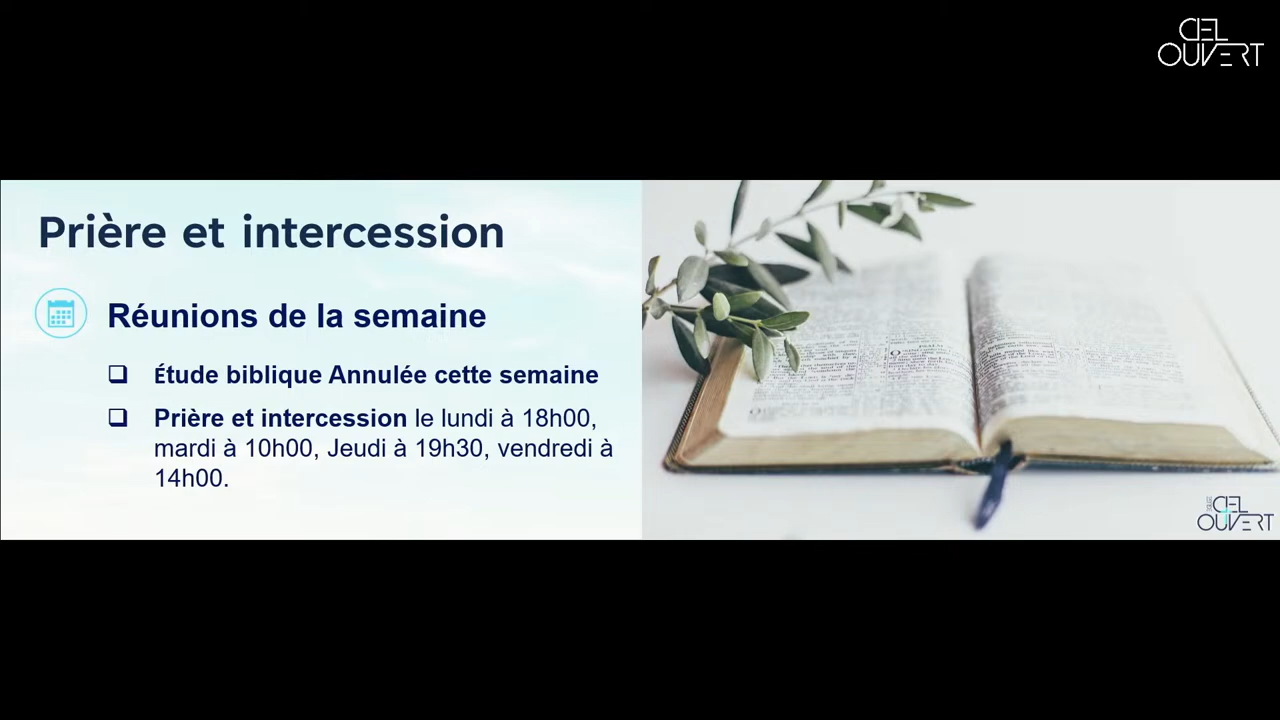 CIEL
OUVERT
Prière et intercession
Réunions de la semaine
❑ Étude biblique Annulée cette semaine
❑ Prière et intercession le lundi à 18h00,
mardi à 10h00, Jeudi à 19h30, vendredi à
14h00.
PSALM
CIEL
OUVERT